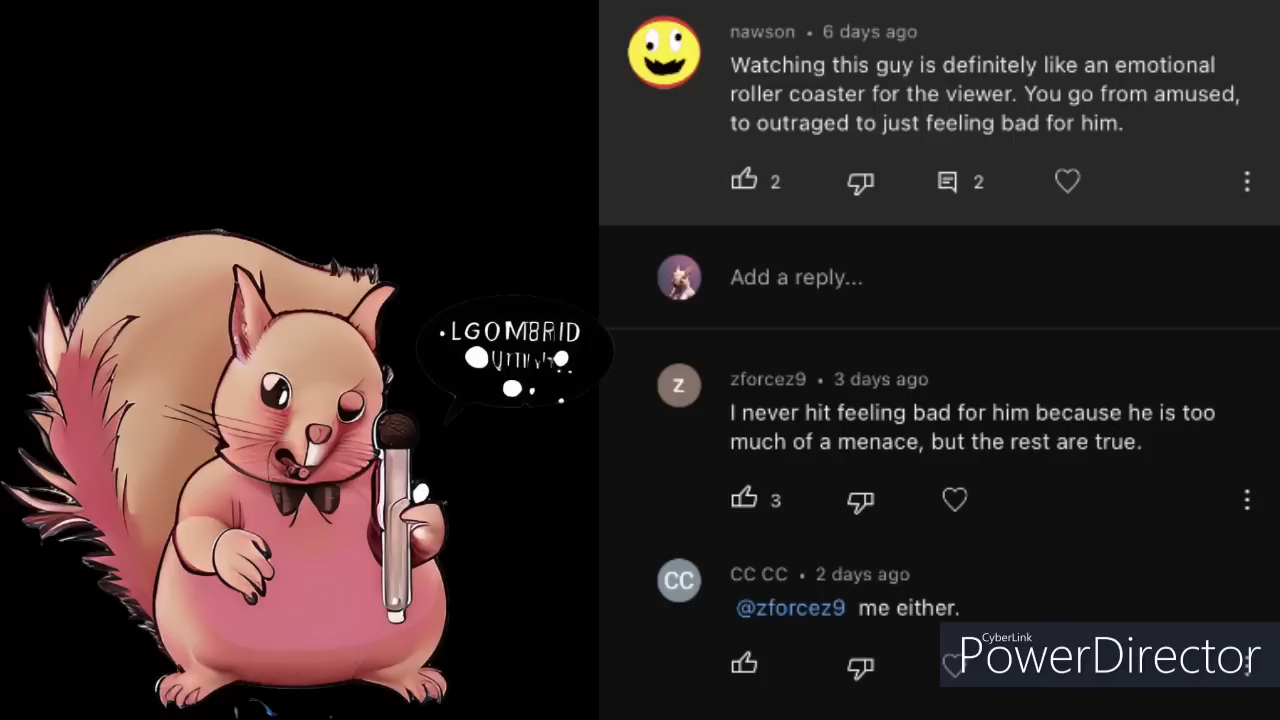 nawson • 6 days ago
Watching this guy is definitely like an emotional
roller coaster for the viewer. You go from amused,
to outraged to just feeling bad for him.
2
2
Add a reply...
Z
zforcez9 • 3 days ago
I never hit feeling bad for him because he is too
much of a menace, but the rest are true.
3
CC
CC CC • 2 days ago
@zforcez9 me either.
CyberLink
PowerDirector
LGOMBRID